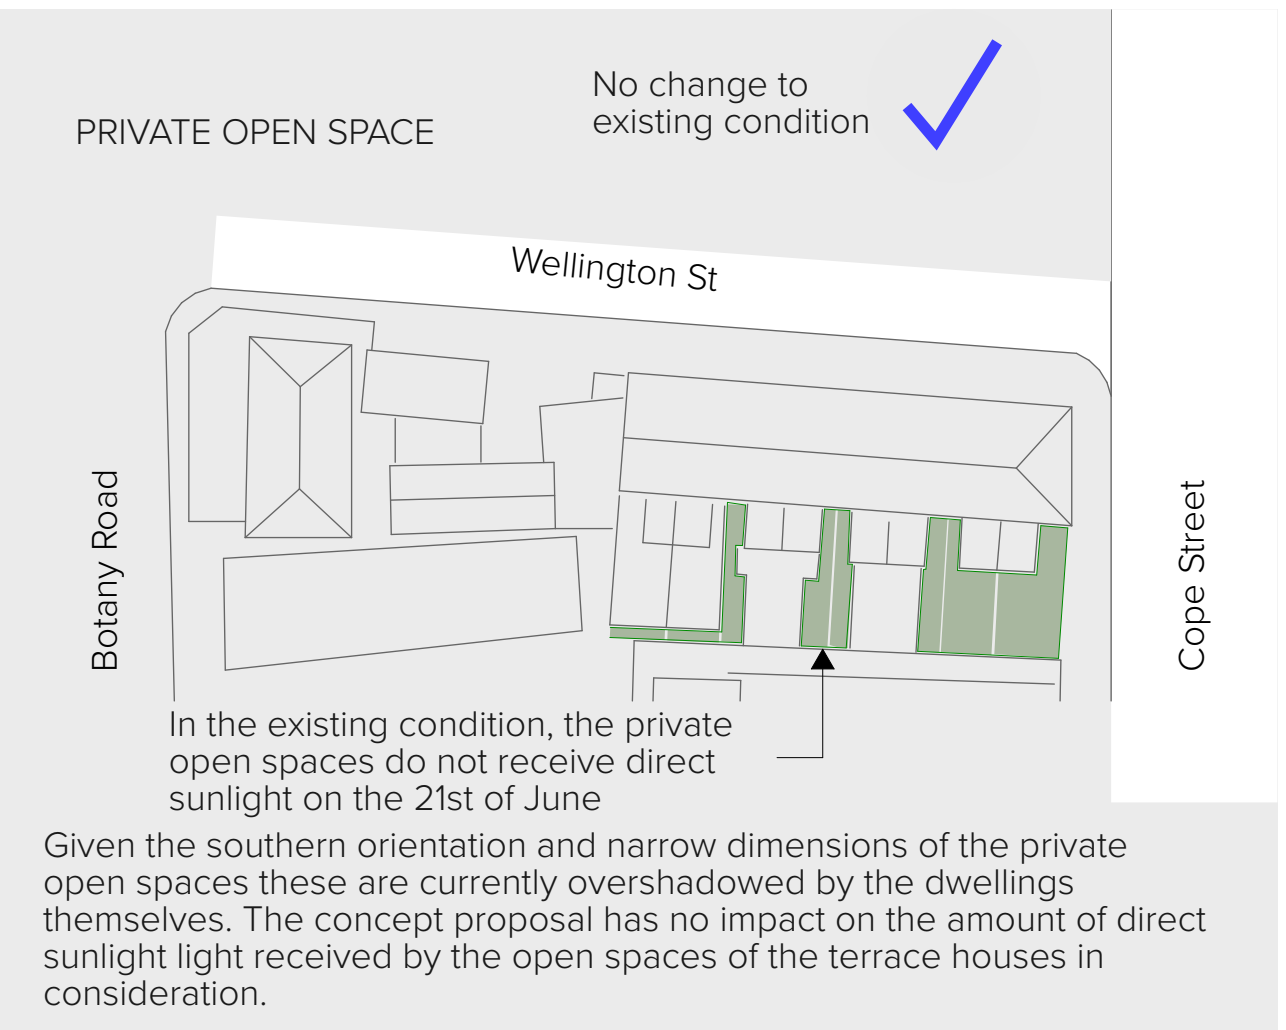 No change to
existing condition
PRIVATE OPEN SPACE
Wellington St
Botany Road
Cope Street
In the existing condition, the private
open spaces do not receive direct
sunlight on the 21st of June
Given the southern orientation and narrow dimensions of the private
open spaces these are currently overshadowed by the dwellings
themselves. The concept proposal has no impact on the amount of direct
sunlight light received by the open spaces of the terrace houses in
consideration.